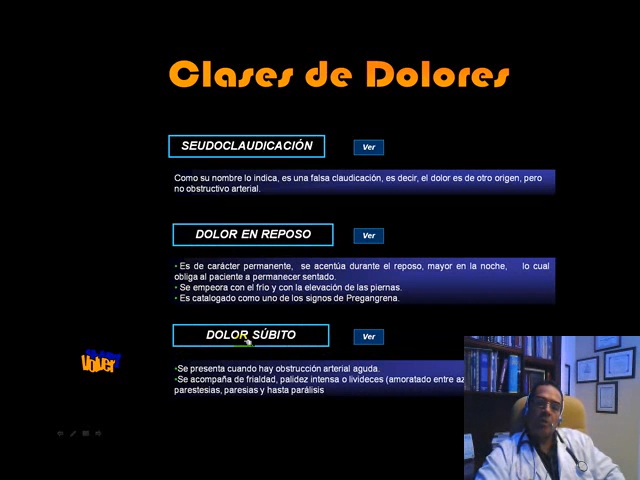 Clases de Dolores
SEUDOCLAUDICACIÓN
Ver
Como su nombre lo indica, es una falsa claudicación, es decir, el dolor es de otro origen, pero
no obstructivo arterial.
DOLOR EN REPOSO
Ver
• Es de carácter permanente, se acentúa durante el reposo, mayor en la noche, lo cual
obliga al paciente a permanecer sentado.
• Se empeora con el frío y con la elevación de las piernas.
• Es catalogado como uno de los signos de Pregangrena.
DOLOR SÚBITO
Ver
Volver
•Se presenta cuando hay obstrucción arterial aguda.
•Se acompaña de frialdad, palidez intensa o livideces (amoratado entre az
parestesias, paresias y hasta parálisis